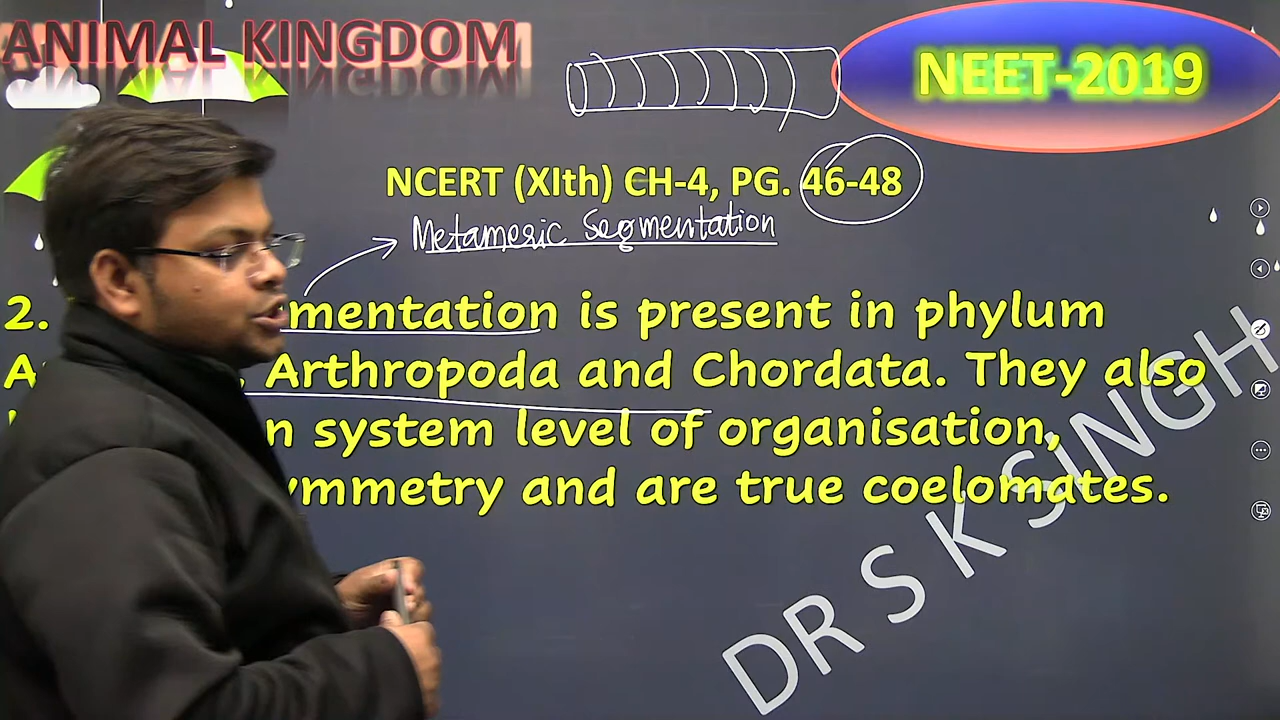 ANIMAL KINGDOM
NEET-2019
NCERT (XIth) CH-4, PG. 46-48
Metameric Segmentation
2. mentation is present in phylum
Arthropoda and Chordata. They also
n system level of organisation,
ymmetry and are true coelomates.
DR S K SINGH